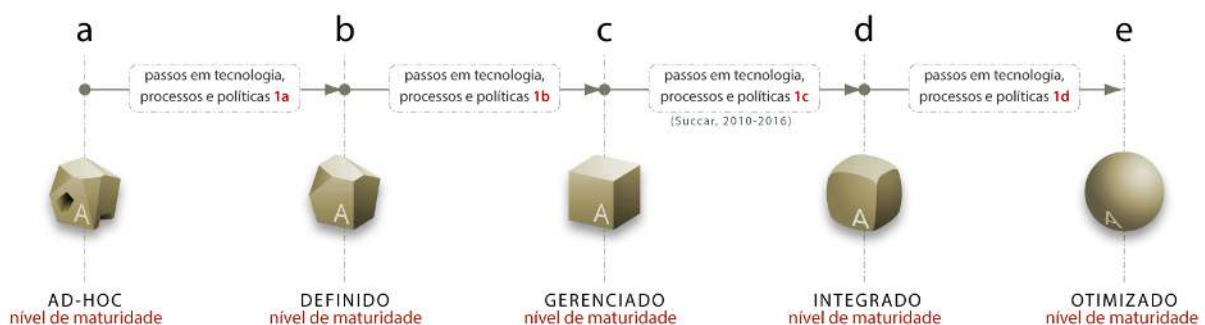 a
b
c
d
e
passos em tecnologia,
processos e políticas 1a
passos em tecnologia,
processos e políticas 1b
passos em tecnologia,
processos e políticas 1c
(Succar, 2010-2016)
passos em tecnologia,
processos e políticas 1d
A
A
A
A
A
AD-HOC
nível de maturidade
DEFINIDO
nível de maturidade
GERENCIADO
nível de maturidade
INTEGRADO
nível de maturidade
OTIMIZADO
nível de maturidade